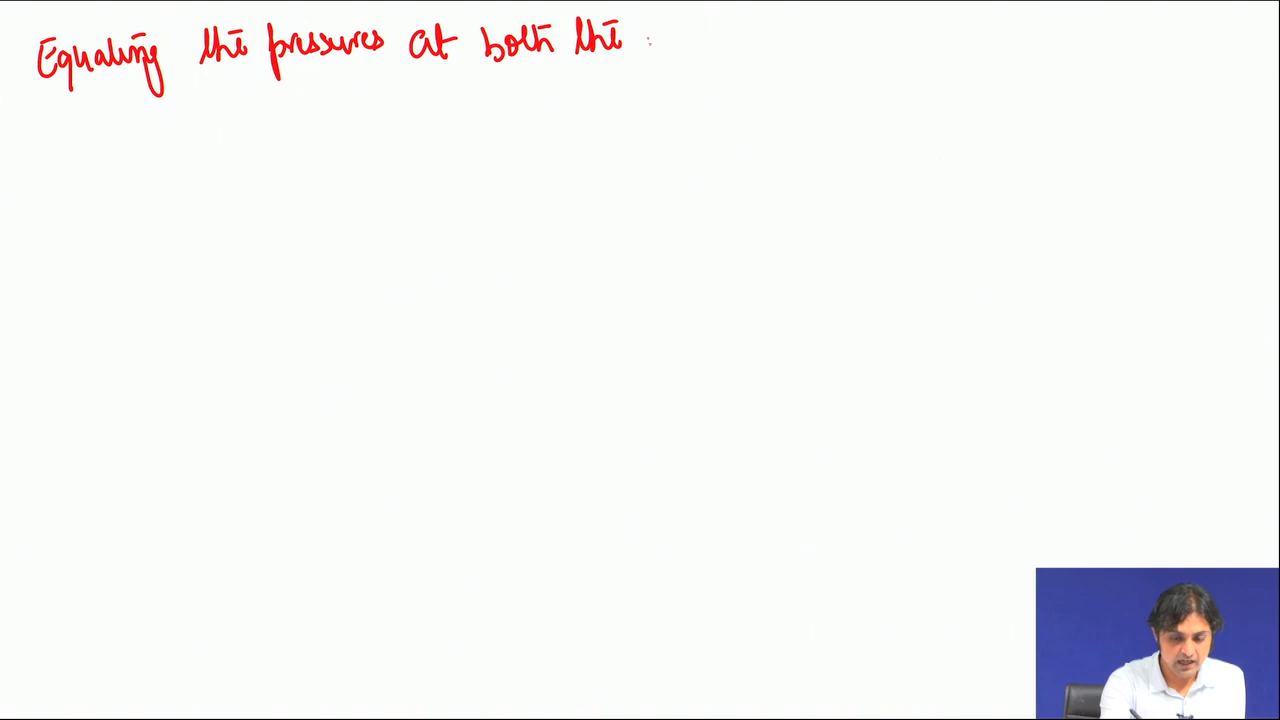 Equating the pressures at both the